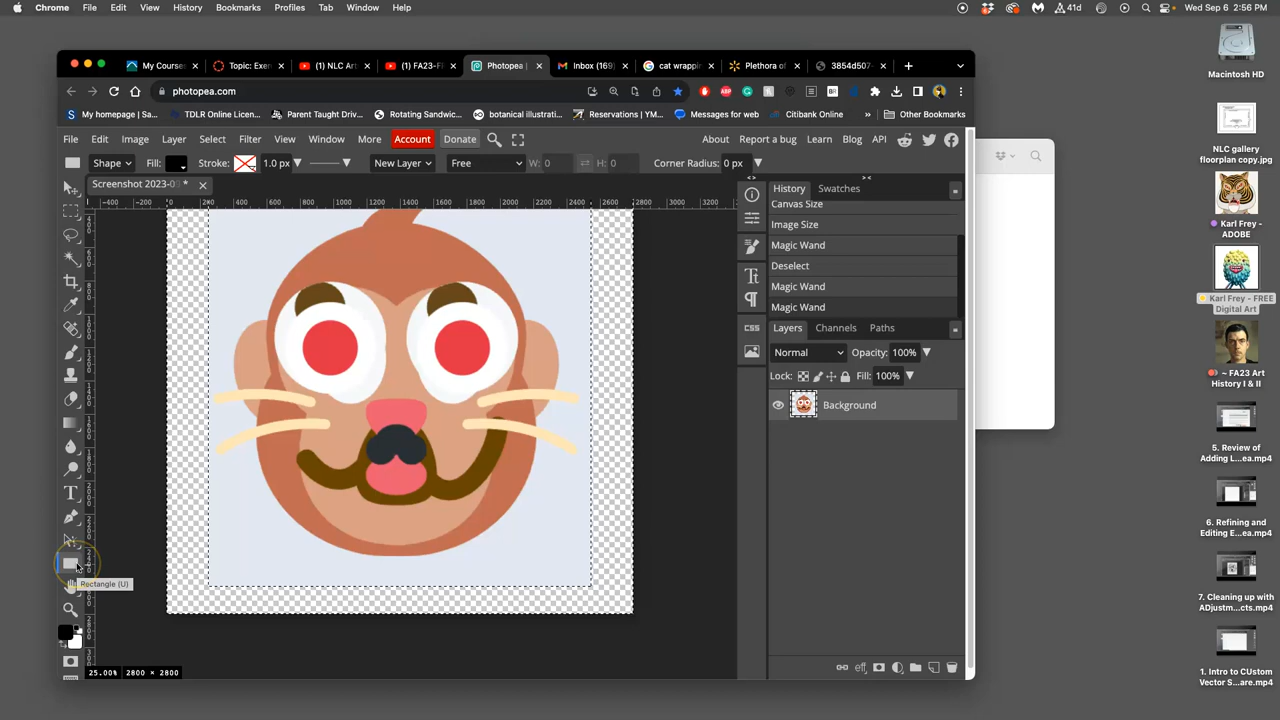 Chrome File Edit View History Bookmarks Profiles Tab Window Help 41d Wed Sep 6 2:56 PM
My Courses Topic: Exer (1) NLC Art (1) FA23-F Photopea | Inbox (169) cat wrappin Plethora of 3854d507-
photopea.com
My homepage | Sa... TDLR Online Licen... Parent Taught Driv... Rotating Sandwic... botanical illustrati... Reservations | YM... Messages for web Citibank Online » Other Bookmarks
File Edit Image Layer Select Filter View Window More Account Donate About Report a bug Learn Blog API
Shape Fill: Stroke: 1.0 px New Layer Free W: 0 H: 0 Corner Radius: 0 px
Screenshot 2023-0 *
-400 -200 0 200 400 600 800 1000 1200 1400 1600 1800 2000 2200 2400 2600 2800 3000 3200
History Swatches
Canvas Size
Image Size
Magic Wand
Deselect
Magic Wand
Magic Wand
Layers Channels Paths
Normal Opacity: 100%
Lock: Fill: 100%
Background
CSS
Rectangle (U)
eff
25.00% 2800 × 2800
Macintosh HD
NLC gallery
floorplan copy.jpg
Karl Frey -
ADOBE
Karl Frey - FREE
Digital Art
~ FA23 Art
History I & II
5. Review of
Adding L...ea.mp4
6. Refining and
Editing E...ea.mp4
7. Cleaning up with
ADjustm...cts.mp4
1. Intro to CUstom
Vector S...are.mp4